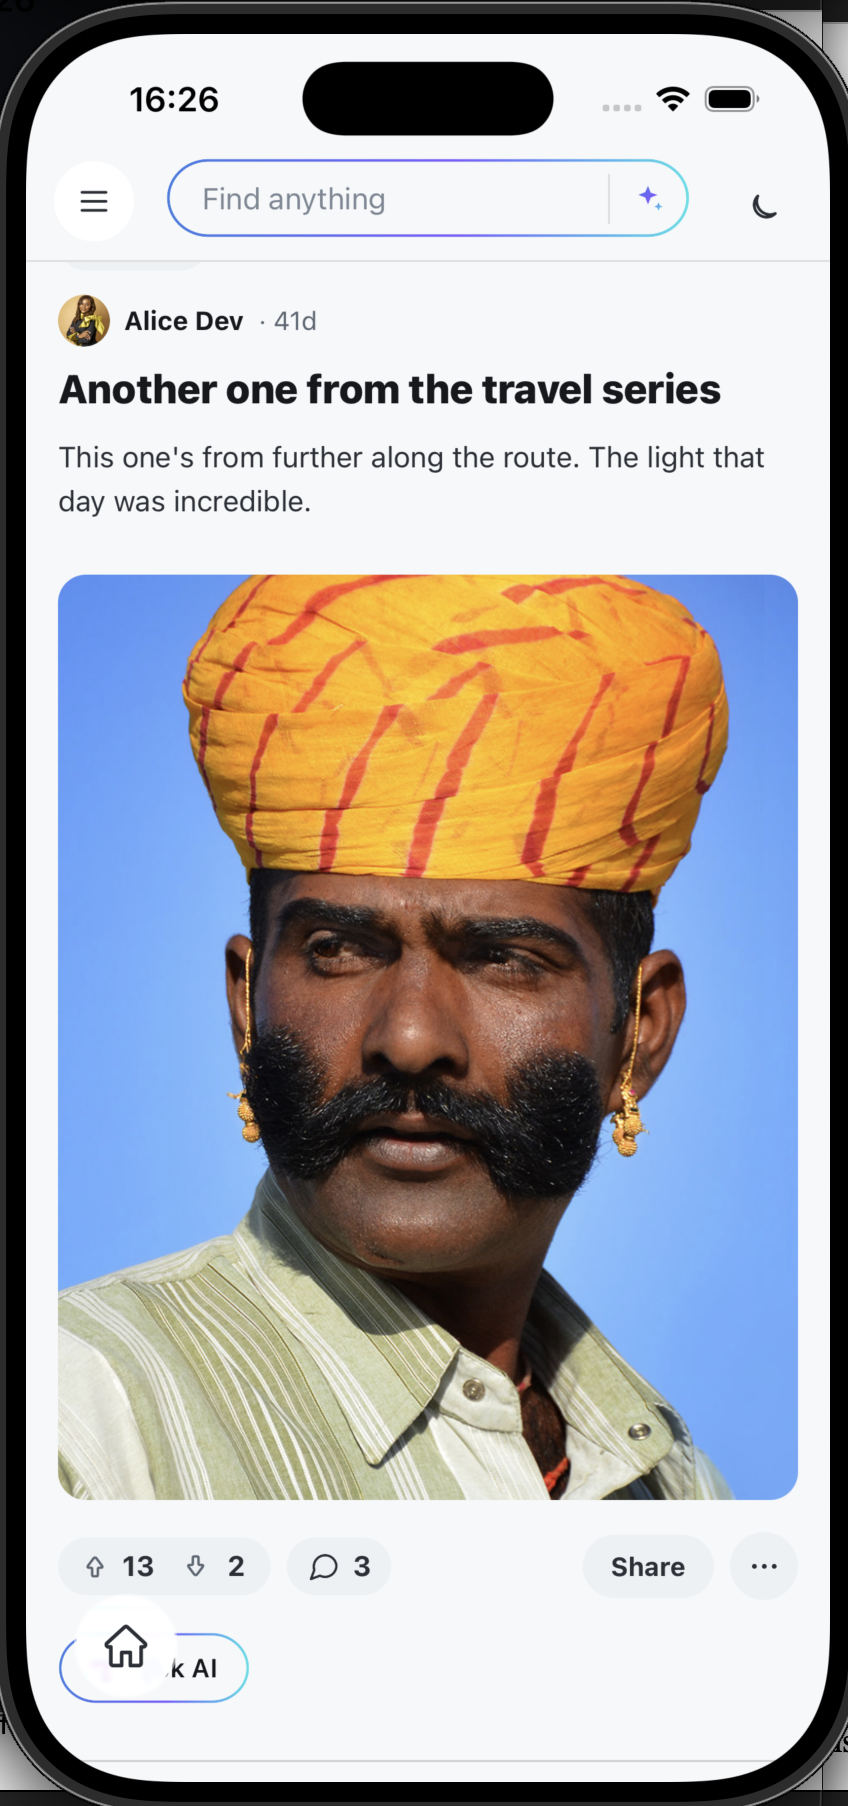 16:26
Find anything
Alice Dev · 41d
Another one from the travel series
This one's from further along the route. The light that
day was incredible.
13 2 3 Share
AI